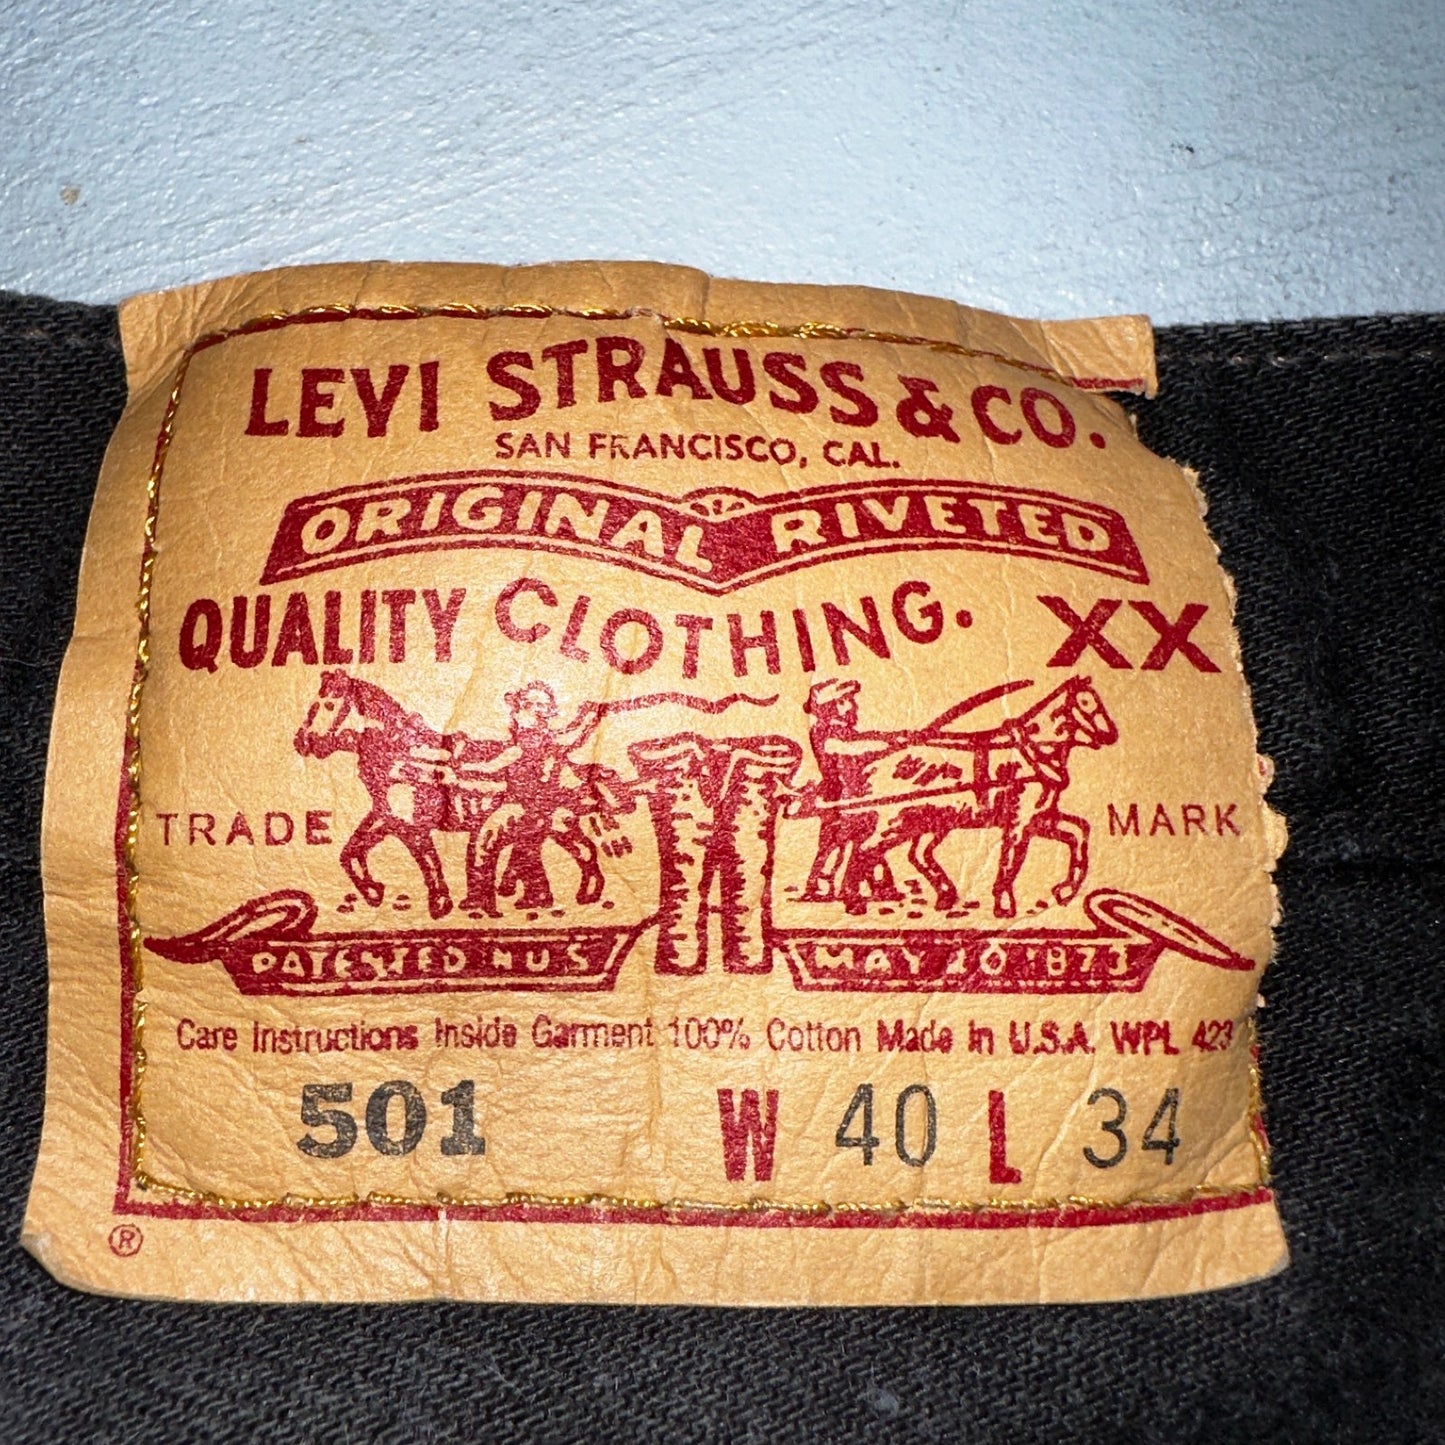 LEVI STRAUSS & CO.
SAN FRANCISCO, CAL.
ORIGINAL RIVETED
QUALITY CLOTHING. XX
TRADE MARK
PATENTED IN U S MAY 20 1873
Care Instructions Inside Garment 100% Cotton Made in U.S.A. WPL 423
501 W 40 L 34
®